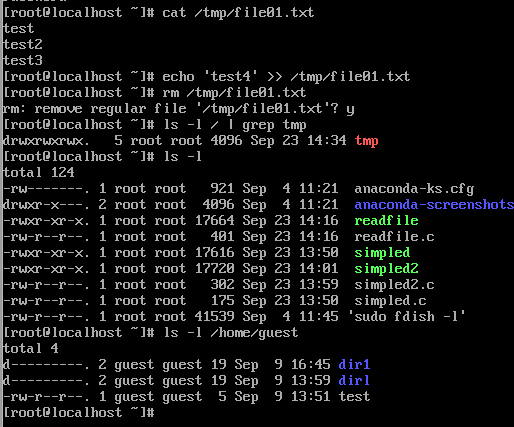 [root@localhost ~]# cat /tmp/file01.txt
test
test2
test3
[root@localhost ~]# echo 'test4' >> /tmp/file01.txt
[root@localhost ~]# rm /tmp/file01.txt
rm: remove regular file '/tmp/file01.txt'? y
[root@localhost ~]# ls -l / | grep tmp
drwxrwxrwx.   5 root root 4096 Sep 23 14:34 tmp
[root@localhost ~]# ls -l
total 124
-rw-------. 1 root root   921 Sep  4 11:21  anaconda-ks.cfg
drwxr-x---. 2 root root  4096 Sep  4 11:21  anaconda-screenshots
-rwxr-xr-x. 1 root root 17664 Sep 23 14:16  readfile
-rw-r--r--. 1 root root   401 Sep 23 14:16  readfile.c
-rwxr-xr-x. 1 root root 17616 Sep 23 13:50  simpled
-rwxr-xr-x. 1 root root 17720 Sep 23 14:01  simpled2
-rw-r--r--. 1 root root   302 Sep 23 13:59  simpled2.c
-rw-r--r--. 1 root root   175 Sep 23 13:50  simpled.c
-rw-r--r--. 1 root root 41539 Sep  4 11:45 'sudo fdish -l'
[root@localhost ~]# ls -l /home/guest
total 4
d---------. 2 guest guest 19 Sep  9 16:45 dir1
d---------. 2 guest guest 19 Sep  9 13:59 dirl
-rw-r--r--. 1 guest guest  5 Sep  9 13:51 test
[root@localhost ~]#